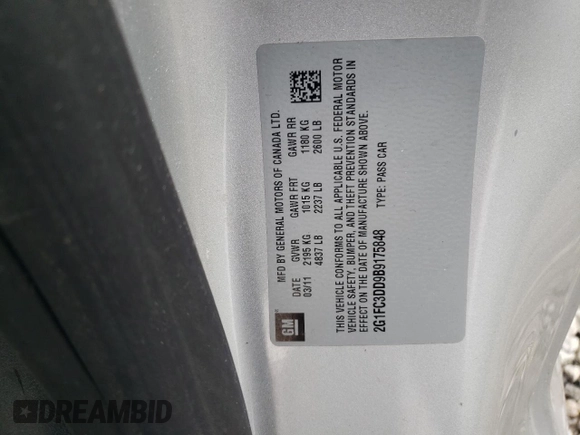 MFD BY GENERAL MOTORS OF CANADA LTD.
DATE GVWR GAWR FRT GAWR RR
03/11 2195 KG 1015 KG 1180 KG
4837 LB 2237 LB 2600 LB
THIS VEHICLE CONFORMS TO ALL APPLICABLE U.S. FEDERAL MOTOR
VEHICLE SAFETY, BUMPER, AND THEFT PREVENTION STANDARDS IN
EFFECT ON THE DATE OF MANUFACTURE SHOWN ABOVE.
2G1FC3DD9B9175848 TYPE: PASS CAR
GM
DREAMBID